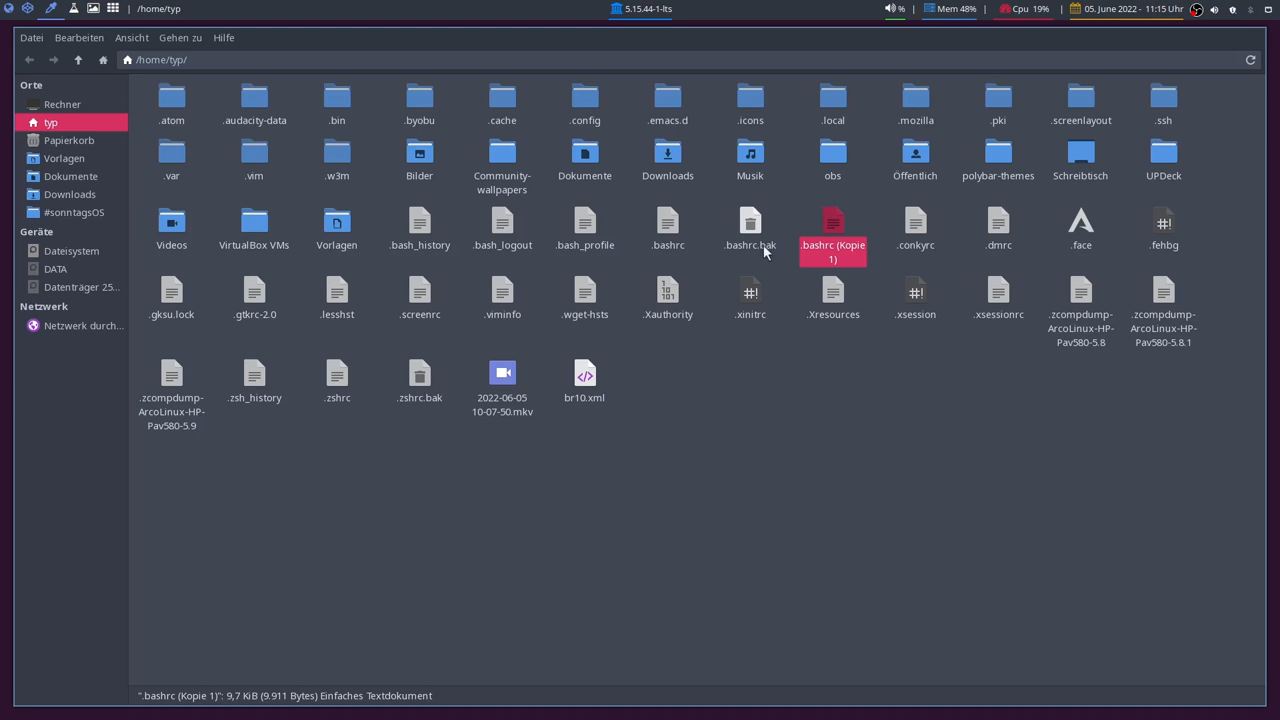 /home/typ
5.15.44-1-lts
%
Mem 48%
Cpu 19%
05. June 2022 - 11:15 Uhr
Datei Bearbeiten Ansicht Gehen zu Hilfe
/home/typ/
Orte
Rechner
typ
Papierkorb
Vorlagen
Dokumente
Downloads
#sonntagsOS
Geräte
Dateisystem
DATA
Datenträger 25...
Netzwerk
Netzwerk durch...
.atom .audacity-data .bin .byobu .cache .config .emacs.d .icons .local .mozilla .pki .screenlayout .ssh
.var .vim .w3m Bilder Community-wallpapers Dokumente Downloads Musik obs Öffentlich polybar-themes Schreibtisch UPDeck
Videos VirtualBox VMs Vorlagen .bash_history .bash_logout .bash_profile .bashrc .bashrc.bak .bashrc (Kopie 1) .conkyrc .dmrc .face .fehbg
.gksu.lock .gtkrc-2.0 .lesshst .screenrc .viminfo .wget-hsts .Xauthority .xinitrc .Xresources .xsession .xsessionrc .zcompdump-ArcoLinux-HP-Pav580-5.8 .zcompdump-ArcoLinux-HP-Pav580-5.8.1
.zcompdump-ArcoLinux-HP-Pav580-5.9 .zsh_history .zshrc .zshrc.bak 2022-06-05 10-07-50.mkv br10.xml
".bashrc (Kopie 1)": 9,7 KiB (9.911 Bytes) Einfaches Textdokument